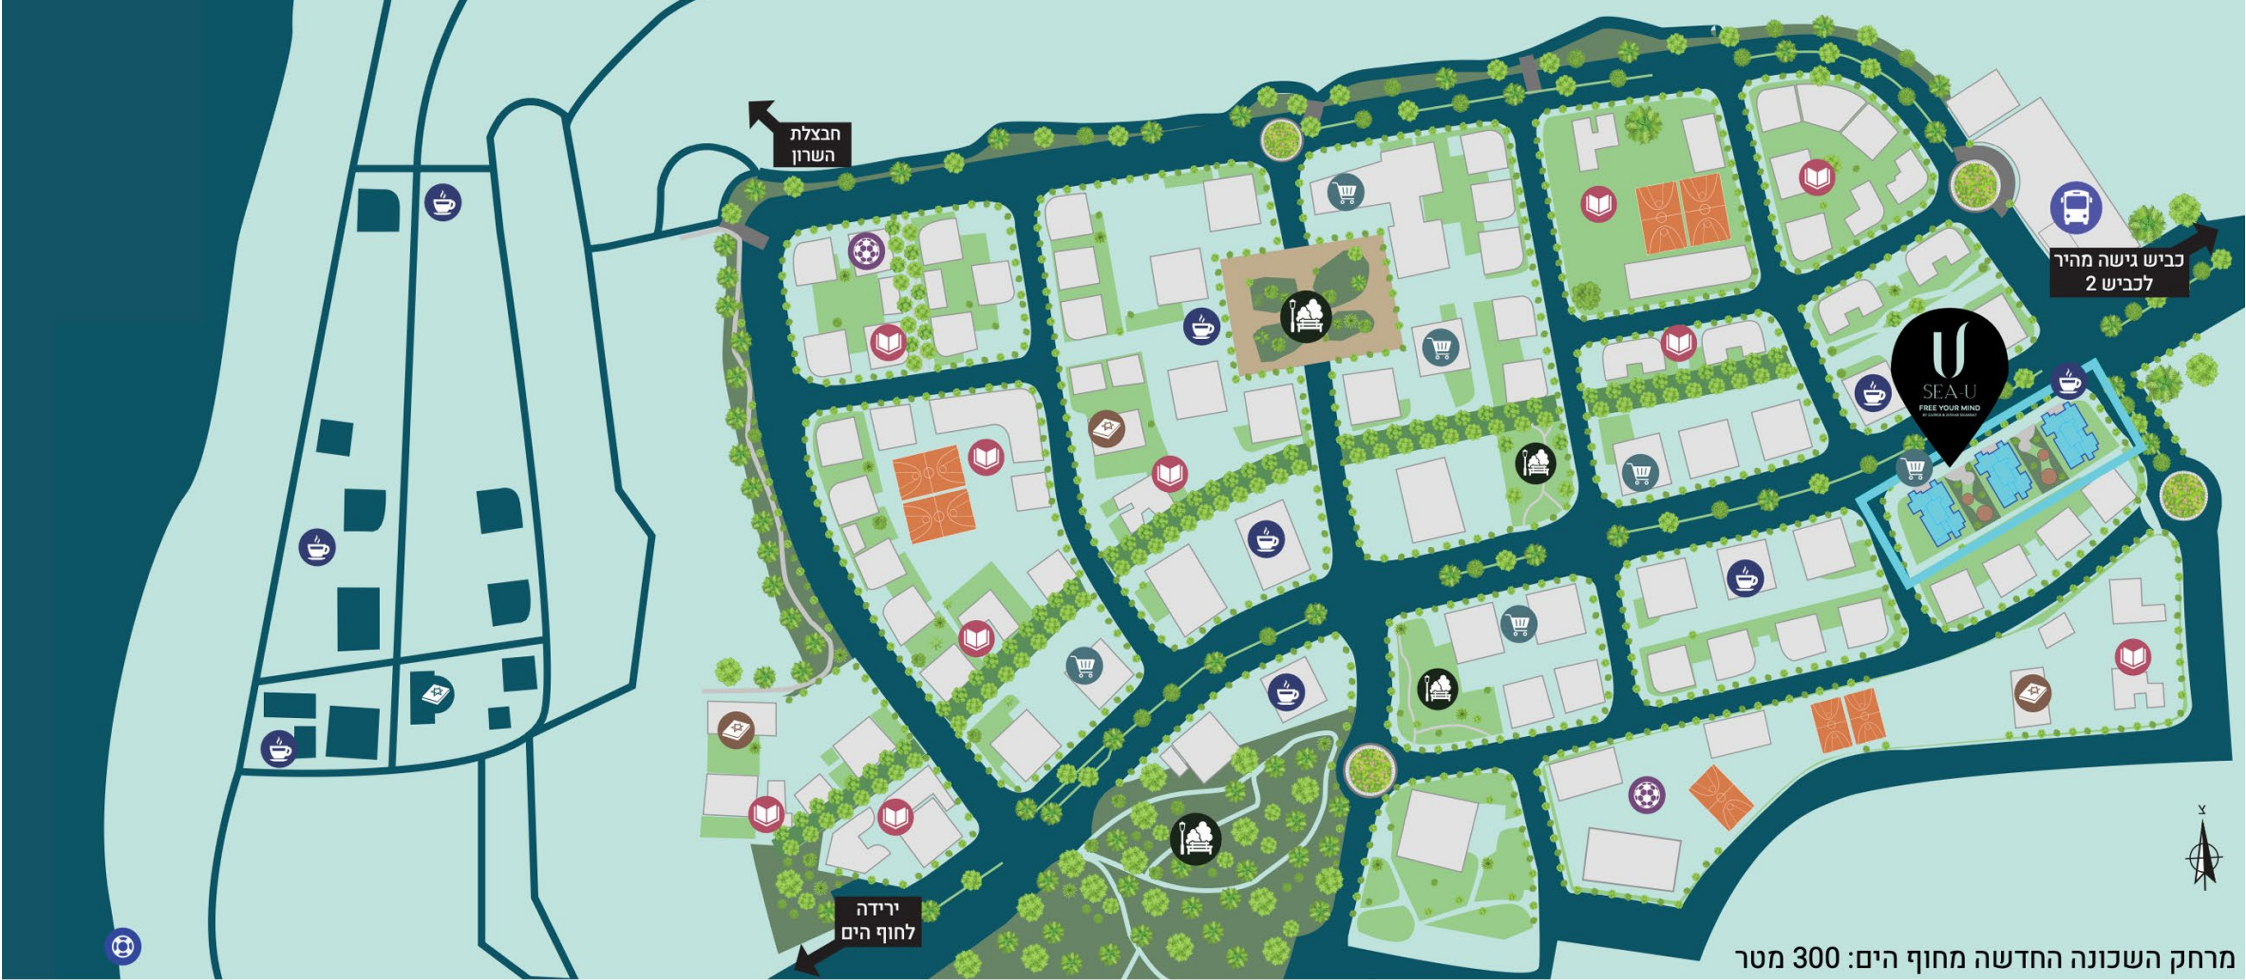 חבצלת
השרון
כביש גישה מהיר
לכביש 2
SEA-U
FREE YOUR MIND
ירידה
לחוף הים
צ
מרחק השכונה החדשה מחוף הים: 300 מטר